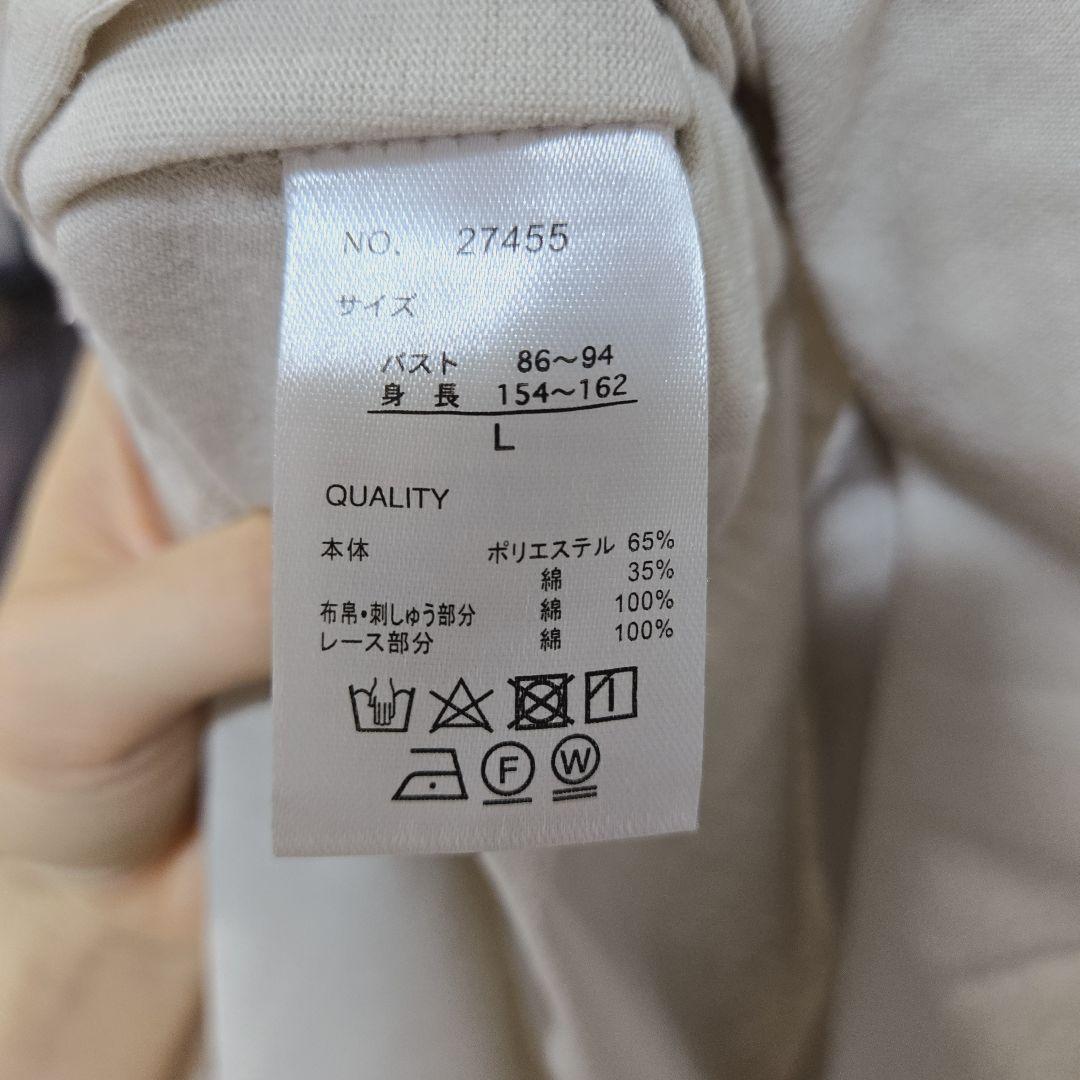 NO. 27455
サイズ
バスト 86〜94
身 長 154〜162
L
QUALITY
本体 ポリエステル 65%
綿 35%
布帛・刺しゅう部分 綿 100%
レース部分 綿 100%
F W